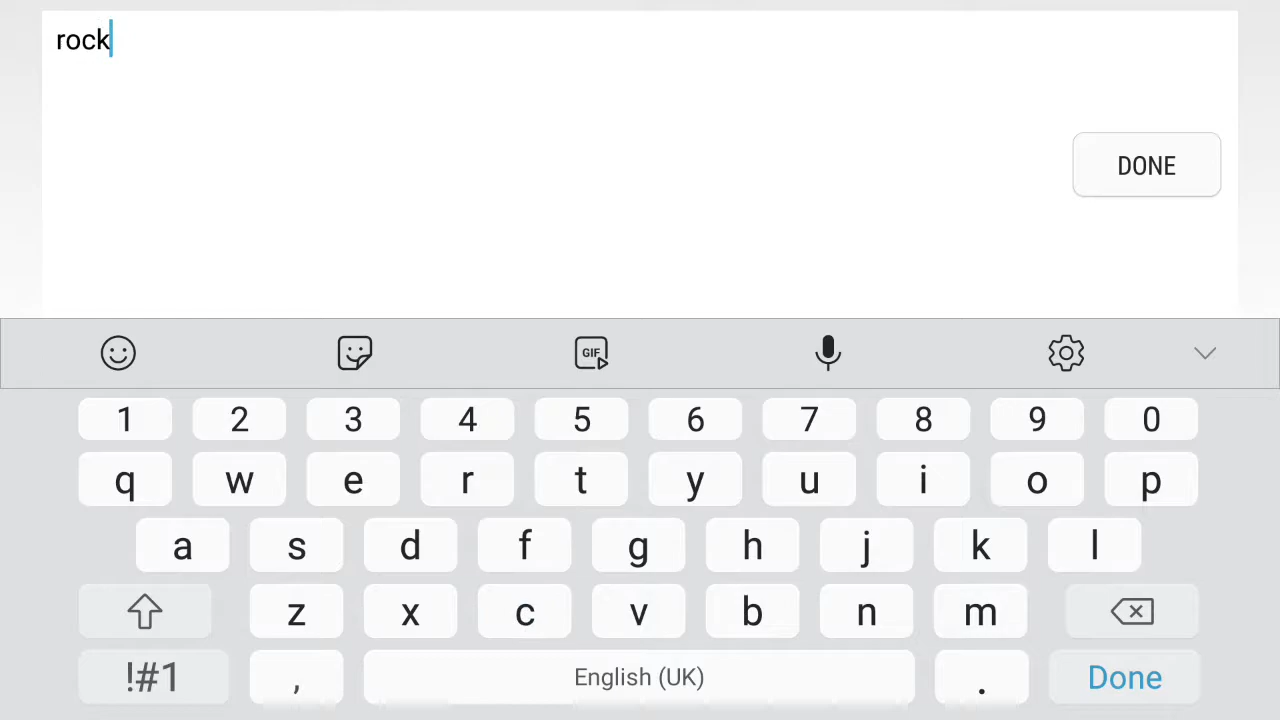 rock
DONE
GIF
1 2 3 4 5 6 7 8 9 0
q w e r t y u i o p
a s d f g h j k l
z x c v b n m
!#1 , English (UK) . Done